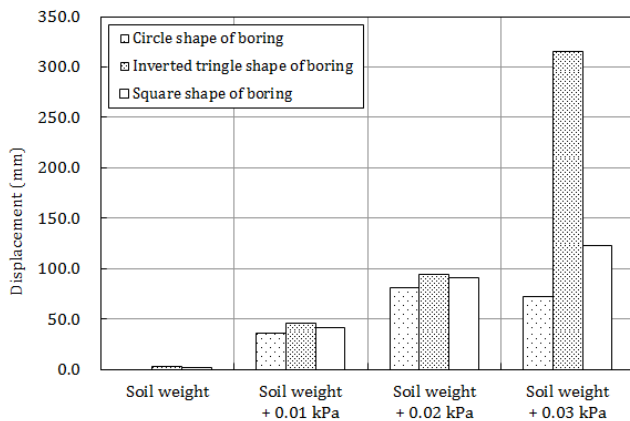 350.0
300.0
250.0
200.0
150.0
100.0
50.0
0.0
Displacement (mm)
Circle shape of boring
Inverted tringle shape of boring
Square shape of boring
Soil weight
Soil weight
+ 0.01 kPa
Soil weight
+ 0.02 kPa
Soil weight
+ 0.03 kPa